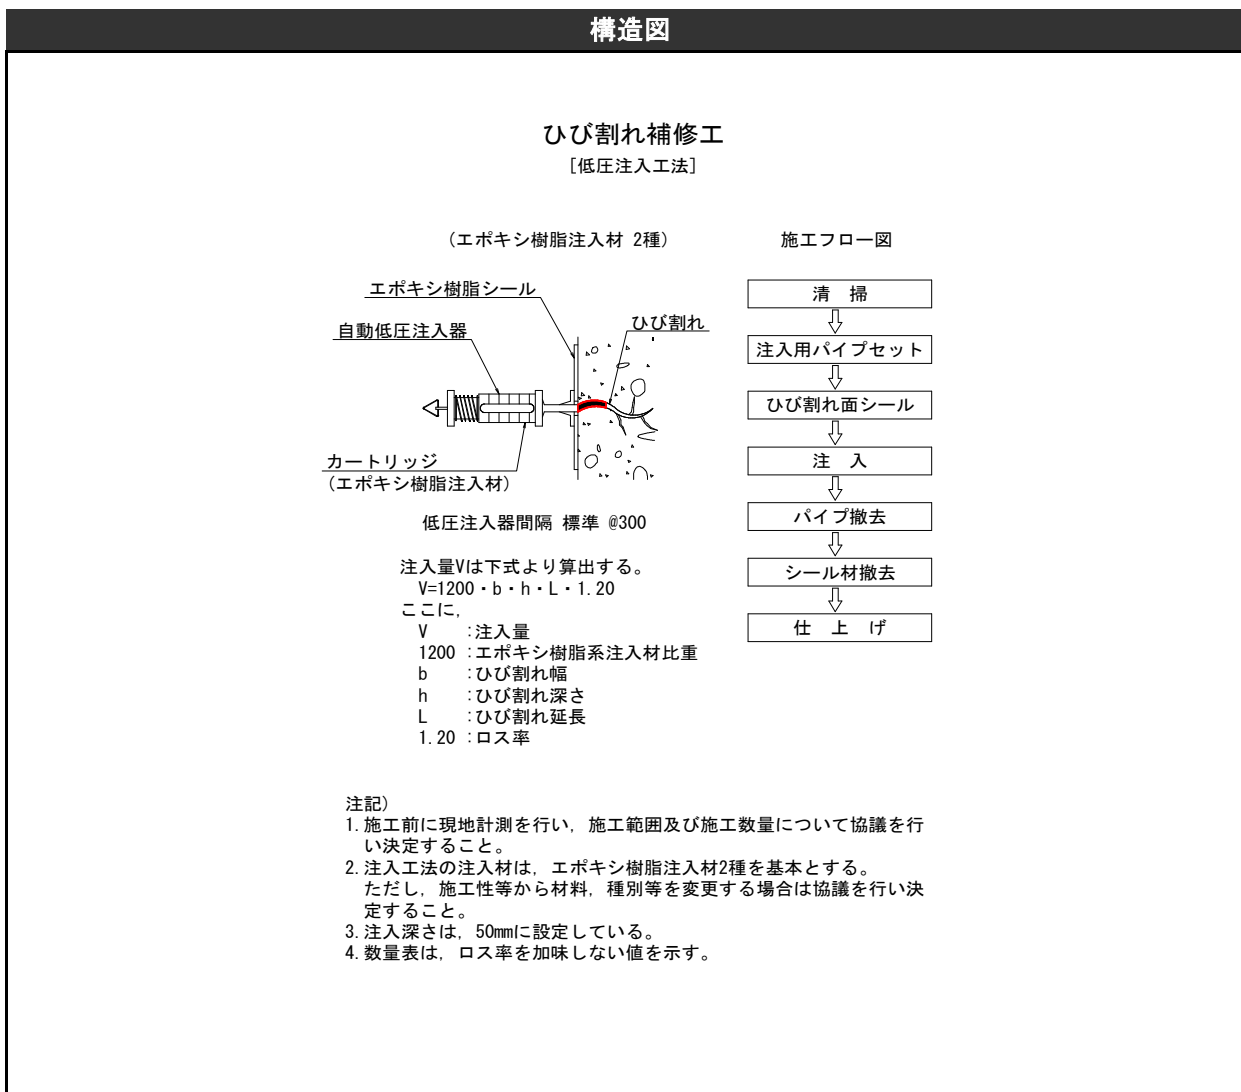 構造図
ひび割れ補修工
[低圧注入工法]
(エポキシ樹脂注入材 2種)
エポキシ樹脂シール
自動低圧注入器
ひび割れ
カートリッジ
(エポキシ樹脂注入材)
低圧注入器間隔 標準 @300
注入量Vは下式より算出する。
V=1200・b・h・L・1.20
ここに,
V :注入量
1200 :エポキシ樹脂系注入材比重
b :ひび割れ幅
h :ひび割れ深さ
L :ひび割れ延長
1.20 :ロス率
施工フロー図
清 掃
注入用パイプセット
ひび割れ面シール
注 入
パイプ撤去
シール材撤去
仕 上 げ
注記)
1. 施工前に現地計測を行い, 施工範囲及び施工数量について協議を行
い決定すること。
2. 注入工法の注入材は, エポキシ樹脂注入材2種を基本とする。
ただし, 施工性等から材料, 種別等を変更する場合は協議を行い決
定すること。
3. 注入深さは, 50mmに設定している。
4. 数量表は, ロス率を加味しない値を示す。